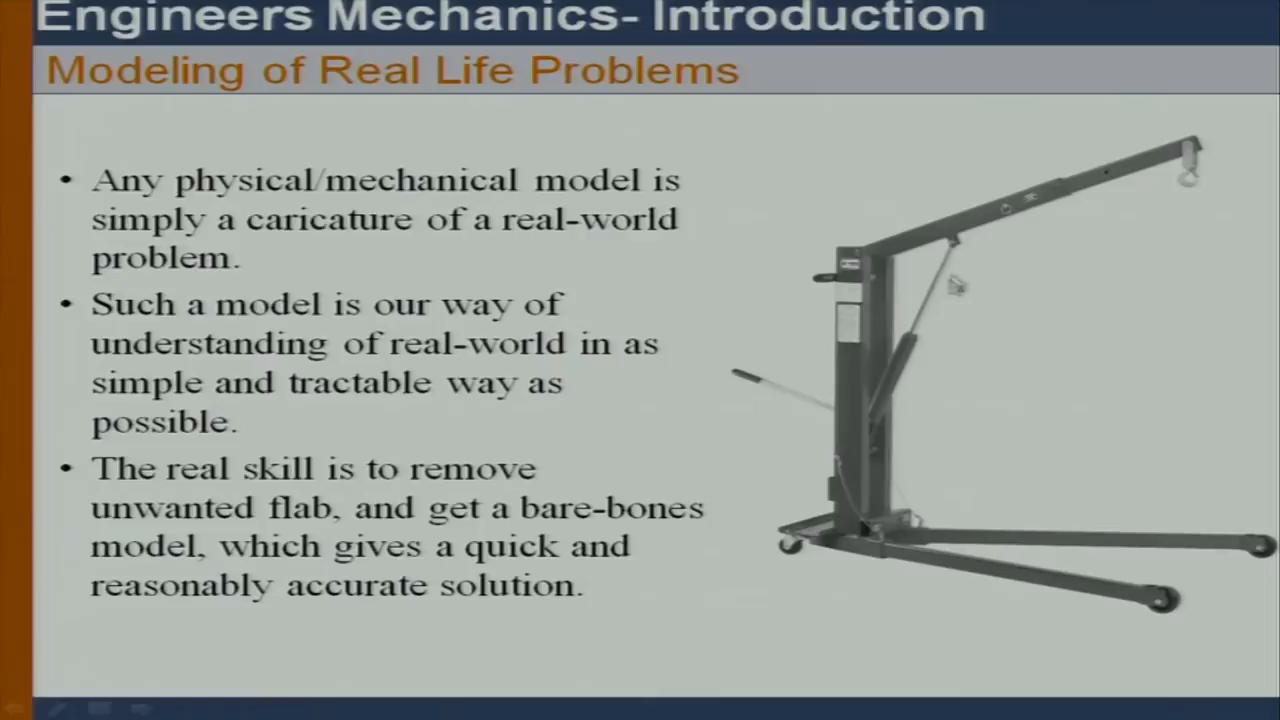 Engineers Mechanics- Introduction
Modeling of Real Life Problems
• Any physical/mechanical model is
simply a caricature of a real-world
problem.
• Such a model is our way of
understanding of real-world in as
simple and tractable way as
possible.
• The real skill is to remove
unwanted flab, and get a bare-bones
model, which gives a quick and
reasonably accurate solution.